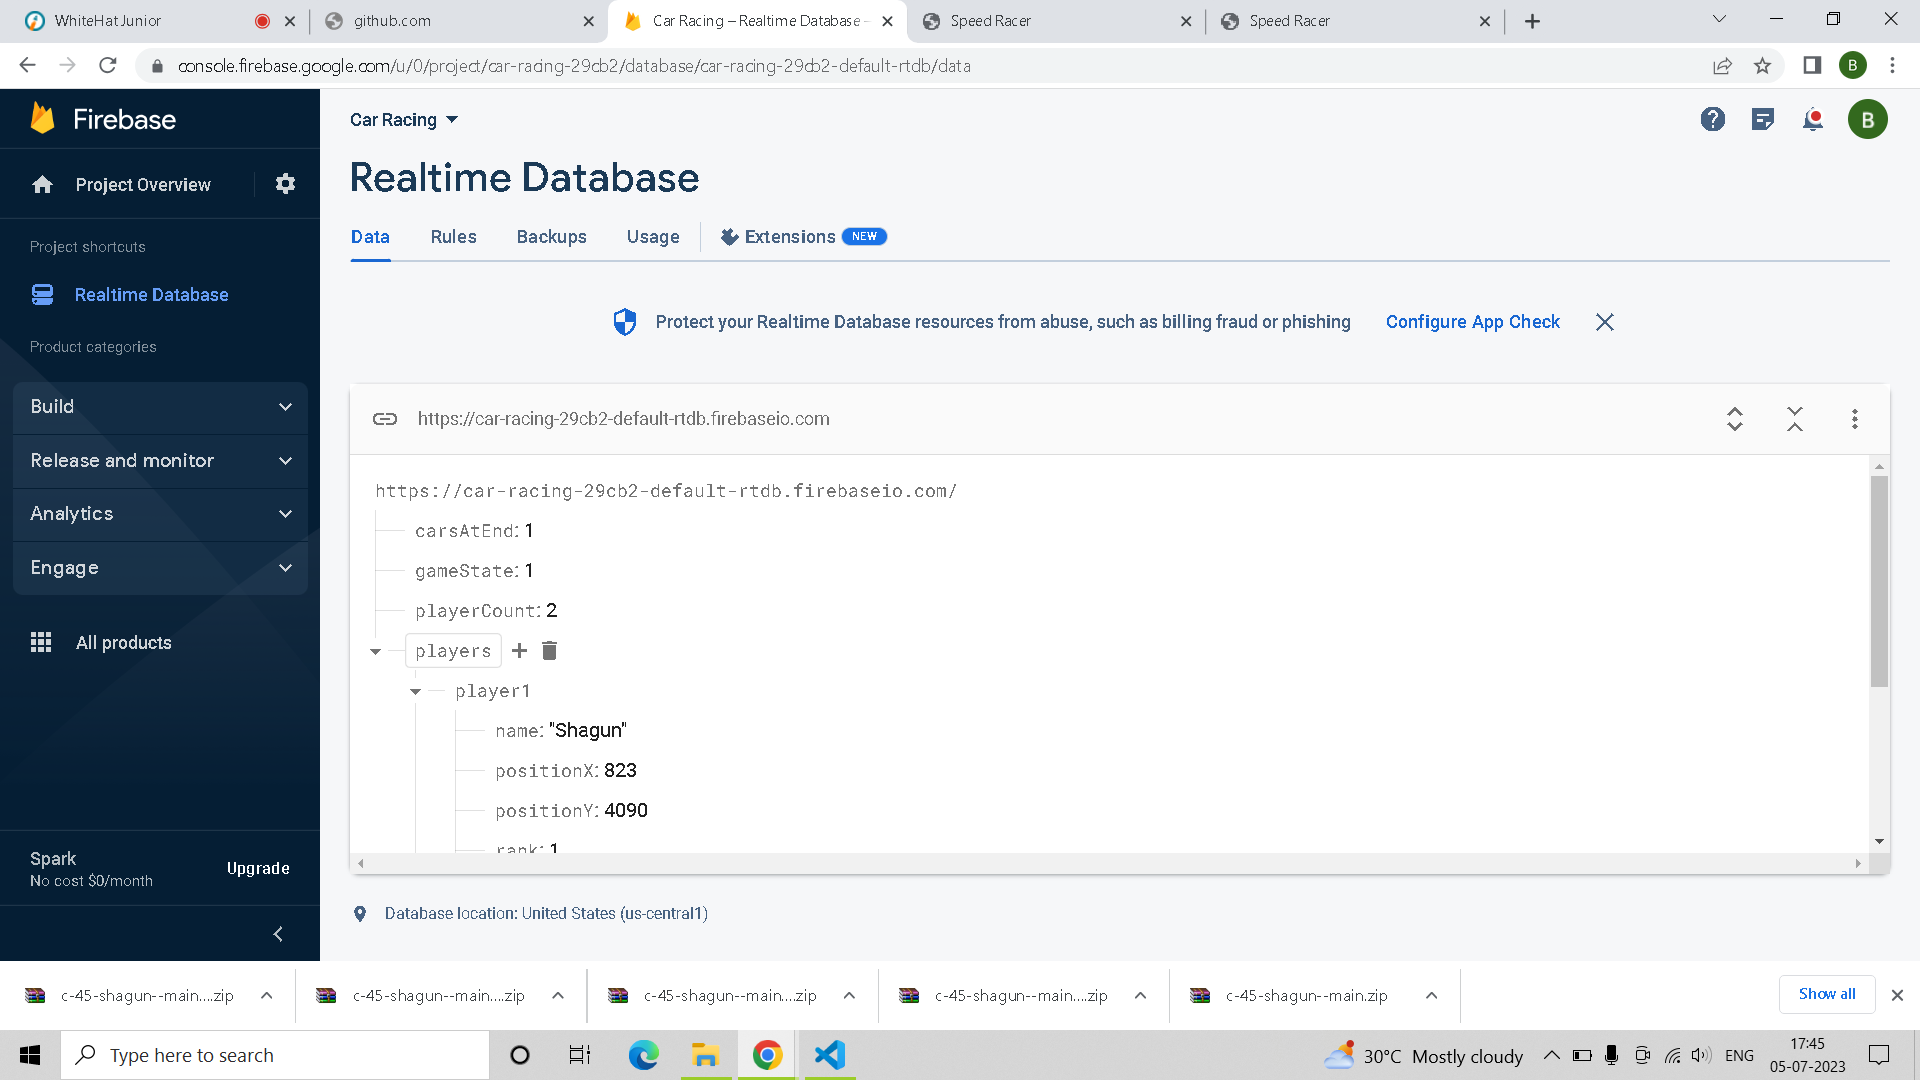 WhiteHat Junior
github.com
Car Racing – Realtime Database –
Speed Racer
Speed Racer
console.firebase.google.com/u/0/project/car-racing-29cb2/database/car-racing-29cb2-default-rtdb/data
B
Firebase
Car Racing
B
Project Overview
Realtime Database
Data
Rules
Backups
Usage
Extensions
NEW
Project shortcuts
Realtime Database
Product categories
Protect your Realtime Database resources from abuse, such as billing fraud or phishing
Configure App Check
Build
Release and monitor
Analytics
Engage
All products
https://car-racing-29cb2-default-rtdb.firebaseio.com
https://car-racing-29cb2-default-rtdb.firebaseio.com/
carsAtEnd: 1
gameState: 1
playerCount: 2
players
player1
name: "Shagun"
positionX: 823
positionY: 4090
rank: 1
Spark
No cost $0/month
Upgrade
Database location: United States (us-central1)
c-45-shagun--main....zip
c-45-shagun--main....zip
c-45-shagun--main....zip
c-45-shagun--main....zip
c-45-shagun--main.zip
Show all
Type here to search
30°C Mostly cloudy
ENG
17:45
05-07-2023